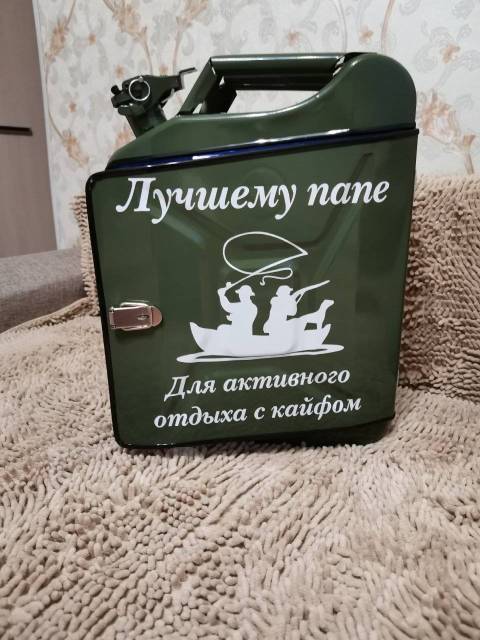 Лучшему папе
Для активного
отдыха с кайфом